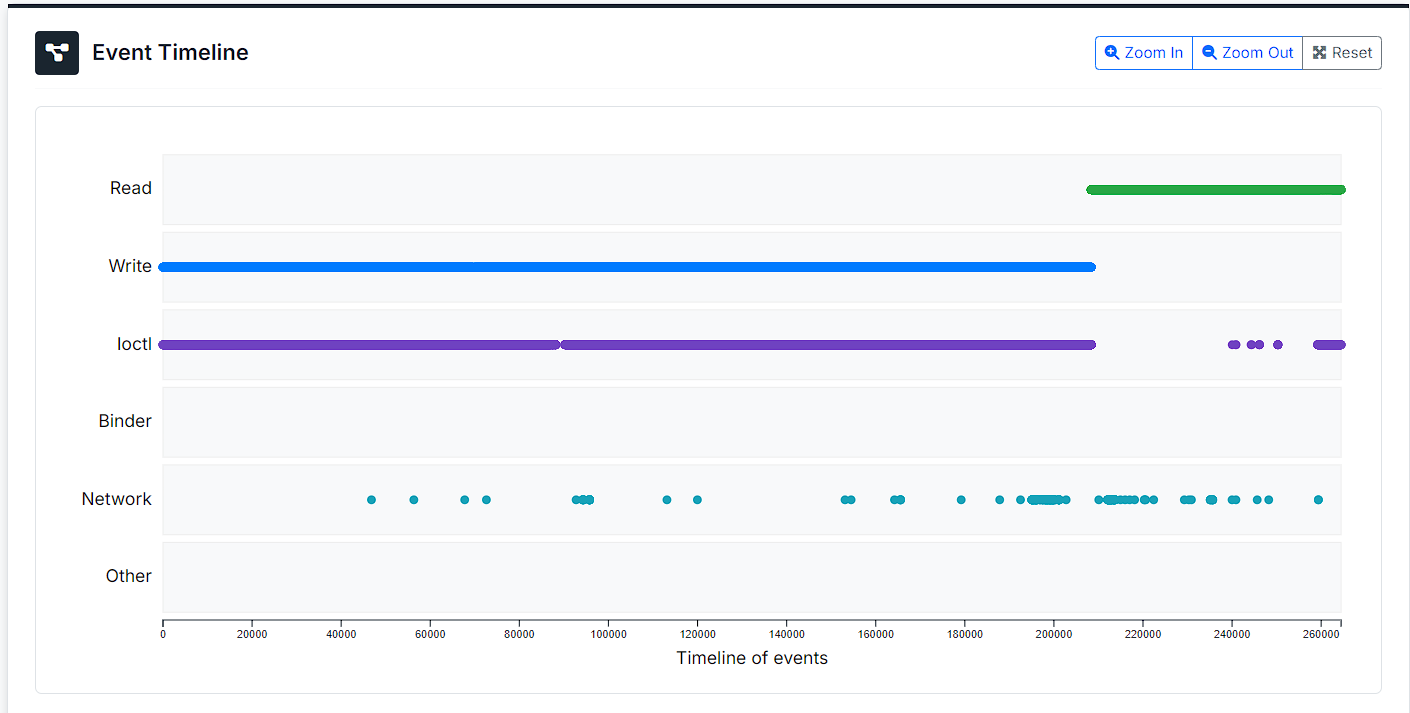 Event Timeline
Zoom In Zoom Out Reset
Read
Write
Ioctl
Binder
Network
Other
0 20000 40000 60000 80000 100000 120000 140000 160000 180000 200000 220000 240000 260000
Timeline of events